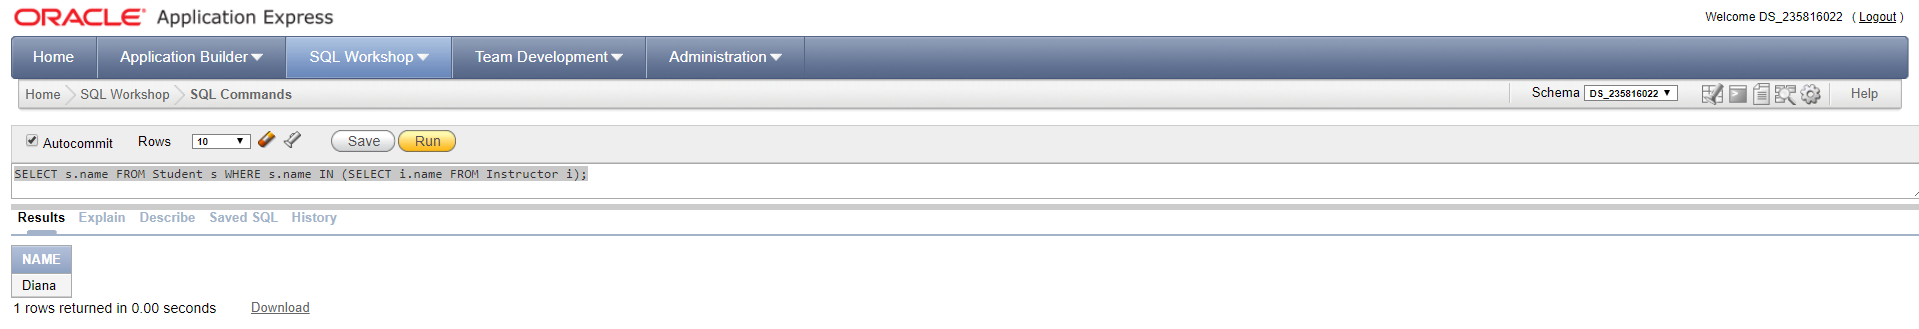 ORACLE Application Express
Welcome DS_235816022 ( Logout )
Home Application Builder SQL Workshop Team Development Administration
Home SQL Workshop SQL Commands
Schema DS_235816022 Help
Autocommit Rows 10 Save Run
SELECT s.name FROM Student s WHERE s.name IN (SELECT i.name FROM Instructor i);
Results Explain Describe Saved SQL History
NAME
Diana
1 rows returned in 0.00 seconds Download